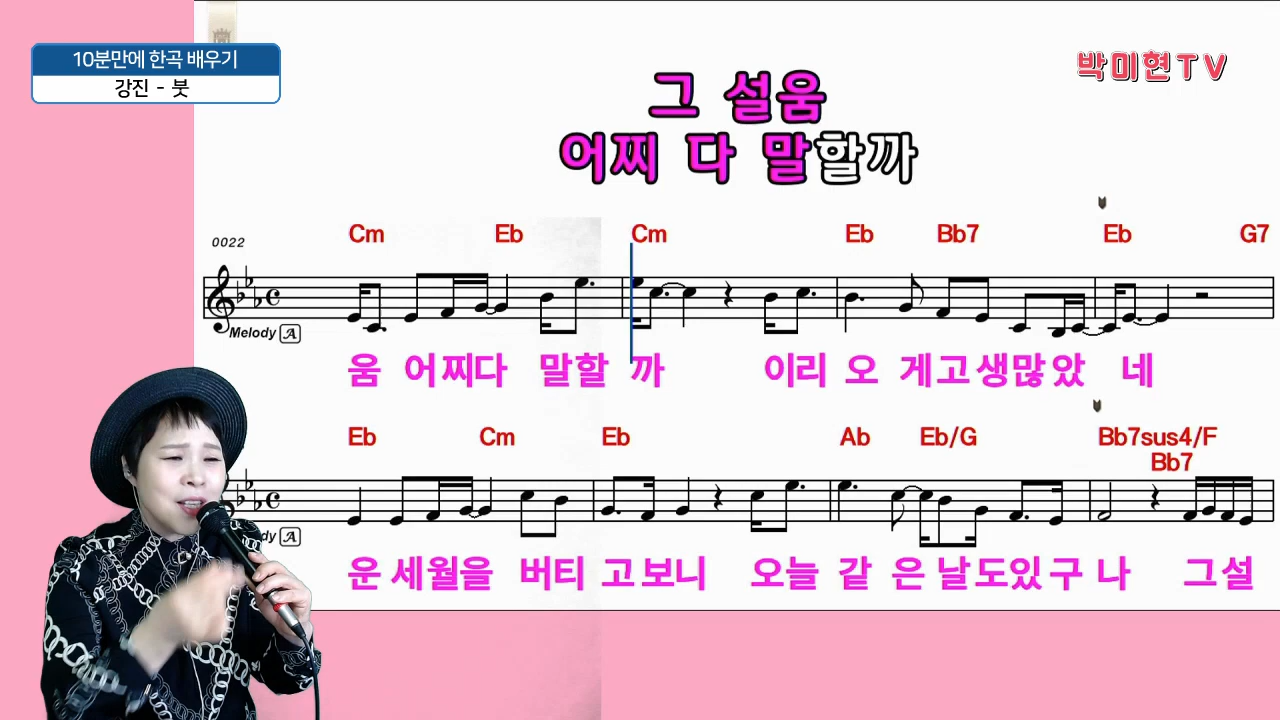 10분만에 한곡 배우기
강진 - 붓
박미현TV
그 설움
어찌 다 말할까
0022
Cm Eb Cm Eb Bb7 Eb G7
Melody A
움 어찌다 말할 까 이리 오 게고생많았 네
Eb Cm Eb Ab Eb/G Bb7sus4/F
Bb7
dy A
운 세월을 버티 고보니 오늘 같 은 날도있구 나 그설